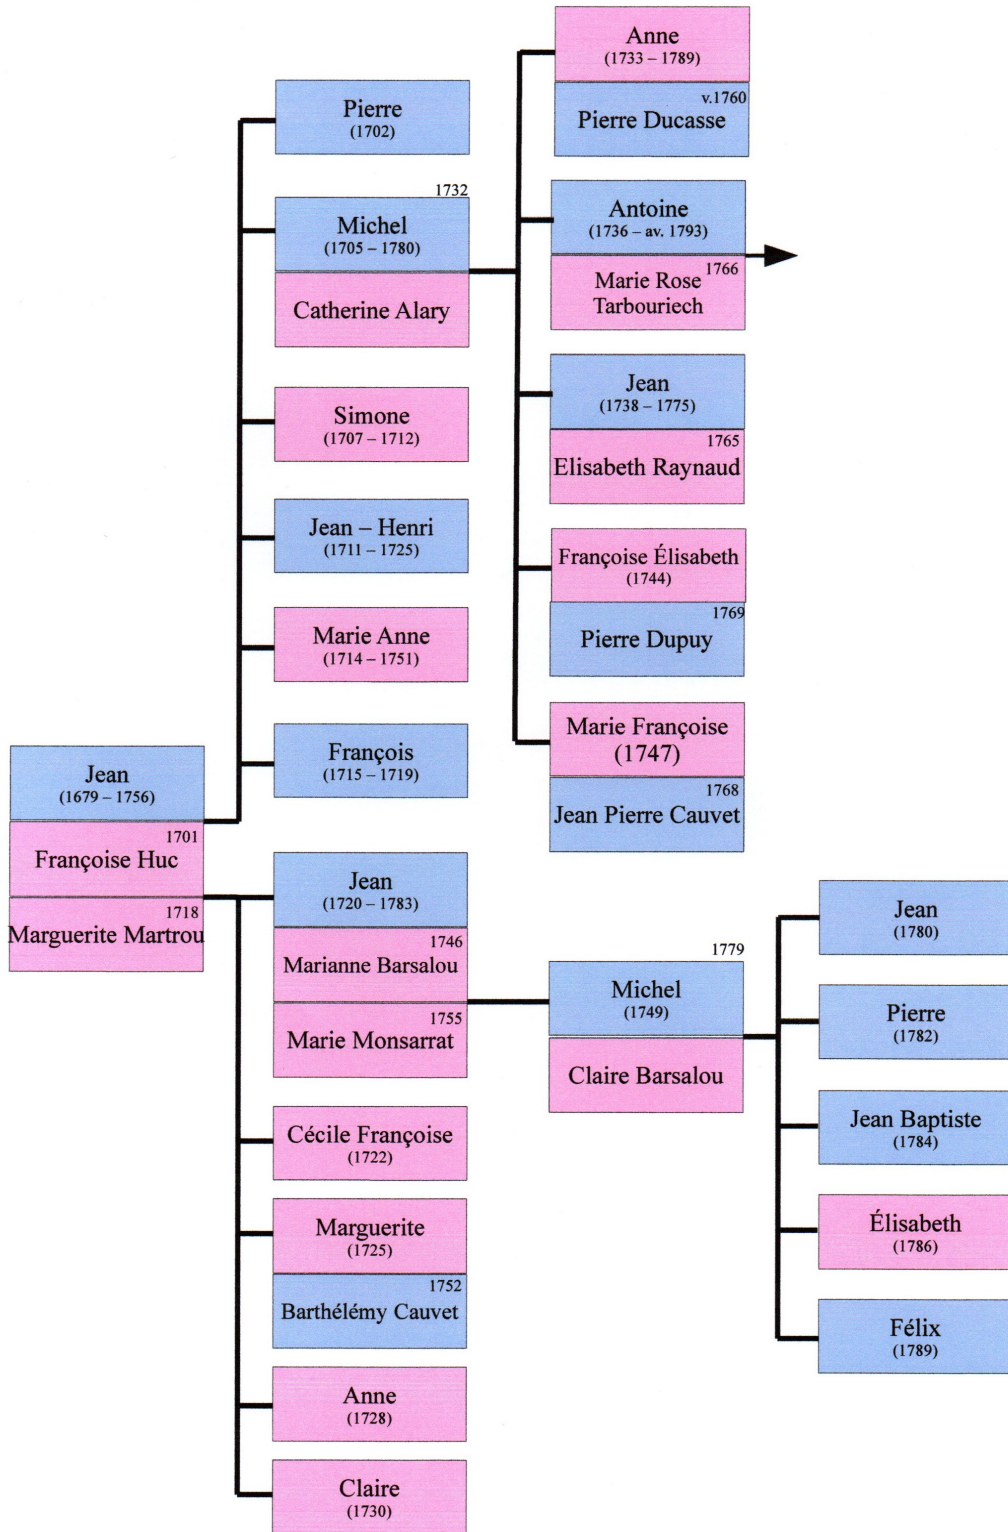 Jean
(1679 – 1756)
1701
Françoise Huc
1718
Marguerite Martrou
Pierre
(1702)
1732
Michel
(1705 – 1780)
Catherine Alary
Simone
(1707 – 1712)
Jean – Henri
(1711 – 1725)
Marie Anne
(1714 – 1751)
François
(1715 – 1719)
Jean
(1720 – 1783)
1746
Marianne Barsalou
1755
Marie Monsarrat
Cécile Françoise
(1722)
Marguerite
(1725)
1752
Barthélémy Cauvet
Anne
(1728)
Claire
(1730)
Anne
(1733 – 1789)
v.1760
Pierre Ducasse
Antoine
(1736 – av. 1793)
1766
Marie Rose
Tarbouriech
Jean
(1738 – 1775)
1765
Elisabeth Raynaud
Françoise Élisabeth
(1744)
1769
Pierre Dupuy
Marie Françoise
(1747)
1768
Jean Pierre Cauvet
1779
Michel
(1749)
Claire Barsalou
Jean
(1780)
Pierre
(1782)
Jean Baptiste
(1784)
Élisabeth
(1786)
Félix
(1789)